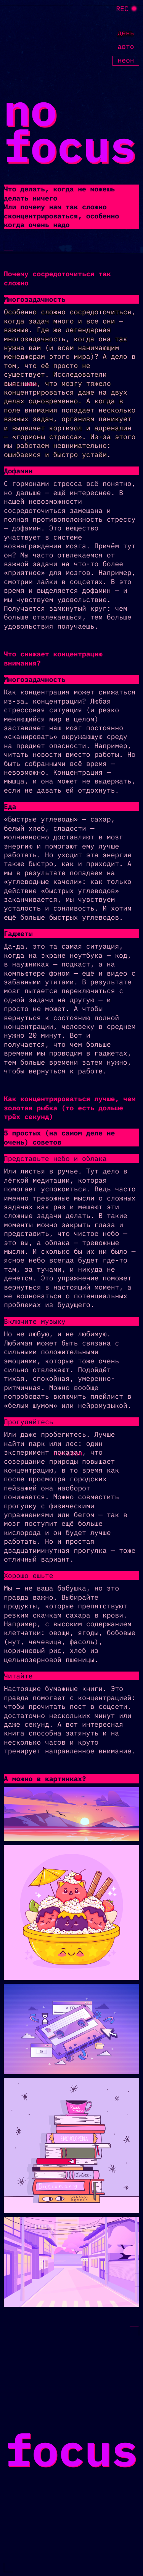 REC
день
авто
неон
no
focus
Что делать, когда не можешь
делать ничего
Или почему нам так сложно
сконцентрироваться, особенно
когда очень надо
Почему сосредоточиться так
сложно
Многозадачность
Особенно сложно сосредоточиться,
когда задач много и все они —
важные. Где же легендарная
многозадачность, когда она так
нужна вам (и всем нанимающим
менеджерам этого мира)? А дело в
том, что её просто не
существует. Исследователи
выяснили, что мозгу тяжело
концентрироваться даже на двух
делах одновременно. А когда в
поле внимания попадает несколько
важных задач, организм паникует
и выделяет кортизол и адреналин
— «гормоны стресса». Из-за этого
мы работаем невнимательно:
ошибаемся и быстро устаём.
Дофамин
С гормонами стресса всё понятно,
но дальше — ещё интереснее. В
нашей невозможности
сосредоточиться замешана и
полная противоположность стрессу
— дофамин. Это вещество
участвует в системе
вознаграждения мозга. Причём тут
он? Мы часто отвлекаемся от
важной задачи на что-то более
«приятное» для мозгов. Например,
смотрим лайки в соцсетях. В это
время и выделяется дофамин — и
мы чувствуем удовольствие.
Получается замкнутый круг: чем
больше отвлекаешься, тем больше
удовольствия получаешь.
Что снижает концентрацию
внимания?
Многозадачность
Как концентрация может снижаться
из-за, концентрации? Любая
стрессовая ситуация (и резко
меняющийся мир в целом)
заставляет наш мозг постоянно
«сканировать» окружающую среду
на предмет опасности. Например,
читать новости вместо работы. Но
быть собранными всё время —
невозможно. Концентрация —
мышца, и она может не выдержать,
если не давать ей отдохнуть.
Еда
«Быстрые углеводы» — сахар,
белый хлеб, сладости —
молниеносно доставляют в мозг
энергию и помогают ему лучше
работать. Но уходит эта энергия
также быстро, как и приходит. А
мы в результате попадаем на
«углеводные качели»: как только
действие «быстрых углеводов»
заканчивается, мы чувствуем
усталость и сонливость. И хотим
ещё больше быстрых углеводов.
Гаджеты
Да-да, это та самая ситуация,
когда на экране ноутбука — код,
в наушниках — подкаст, а на
компьютере фоном — ещё и видео с
забавными утятами. В результате
мозг пытается переключиться с
одной задачи на другую — и
просто не может. А чтобы
вернуться к состоянию полной
концентрации, человеку в среднем
нужно 20 минут. Вот и
получается, что чем больше
времени мы проводим в гаджетах,
тем больше времени затем нужно,
чтобы вернуться к работе.
Как концентрироваться лучше, чем
золотая рыбка (то есть дольше
трёх секунд)
5 простых (на самом деле не
очень) советов
Представьте небо и облака
Или листья в ручье. Тут дело в
лёгкой медитации, которая
помогает успокоиться. Ведь часто
именно тревожные мысли о сложных
задачах как раз и мешают эти
сложные задачи делать. В такие
моменты можно закрыть глаза и
представить, что чистое небо —
это вы, а облака — тревожные
мысли. И сколько бы их ни было —
ясное небо всегда будет где-то
там, за тучами, и никуда не
денется. Это упражнение поможет
вернуться в настоящий момент, а
не волноваться о потенциальных
проблемах из будущего.
Включите музыку
Но не любую, и не любимую.
Любимая может быть связана с
сильными положительными
эмоциями, которые тоже очень
сильно отвлекают. Подойдёт
тихая, спокойная, умеренно-
ритмичная. Можно вообще
попробовать включить плейлист в
«белым шумом» или нейромузыкой.
Прогуляйтесь
Или даже пробегитесь. Лучше
найти парк или лес: один
эксперимент показал, что
созерцание природы повышает
концентрацию, в то время как
после просмотра городских
пейзажей она наоборот
понижается. Можно совместить
прогулку с физическими
упражнениями или бегом — так в
мозг поступит ещё больше
кислорода и он будет лучше
работать. Но и простая
двадцатиминутная прогулка — тоже
отличный вариант.
Хорошо ешьте
Мы — не ваша бабушка, но это
правда важно. Выбирайте
продукты, которые препятствуют
резким скачкам сахара в крови.
Например, с высоким содержанием
клетчатки: овощи, ягоды, бобовые
(нут, чечевица, фасоль),
коричневый рис, хлеб из
цельнозерновой пшеницы.
Читайте
Настоящие бумажные книги. Это
правда помогает с концентрацией:
чтобы прочитать пост в соцсети,
достаточно нескольких минут или
даже секунд. А вот интересная
книга способна затянуть и на
несколько часов и круто
тренирует направленное внимание.
А можно в картинках?
focus